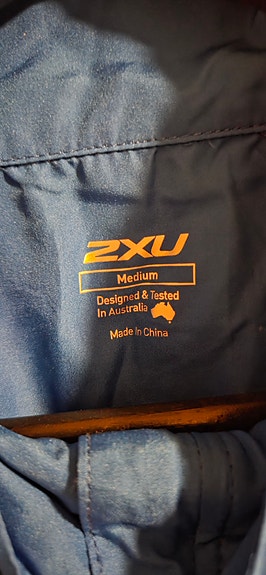 2XU
Medium
Designed & Tested
In Australia
Made In China